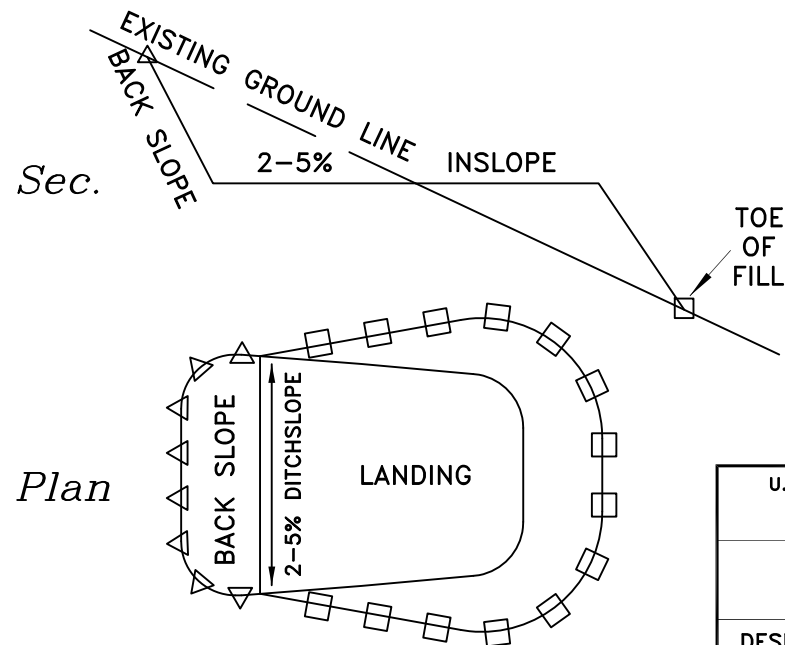 EXISTING GROUND LINE
BACK SLOPE
2-5% INSLOPE
Sec.
TOE
OF
FILL
BACK SLOPE
2-5% DITCHSLOPE
LANDING
Plan
U.